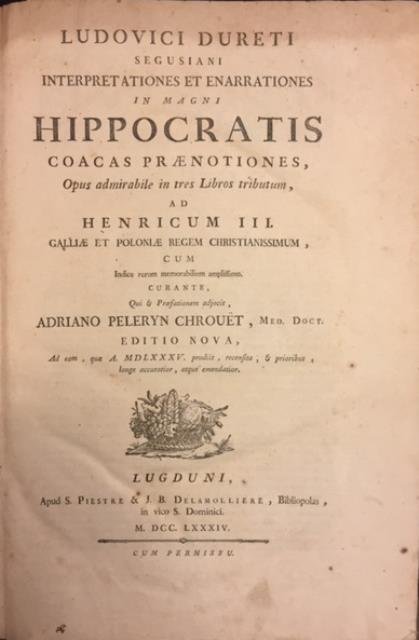 LUDOVICI DURETI
SEGUSIANI
INTERPRETATIONES ET ENARRATIONES
IN MAGNI
HIPPOCRATIS
COACAS PRÆNOTIONES,
Opus admirabile in tres Libros tributum,
AD
HENRICUM III.
GALLIÆ ET POLONIÆ REGEM CHRISTIANISSIMUM,
CUM
Indice rerum memorabilium amplissimo.
CURANTE,
Qui & Præfationem adjecit,
ADRIANO PELERYN CHROUËT, MED. DOCT.
EDITIO NOVA,
Ad eam, quæ A. MDLXXXV. prodiit, recensita, & prioribus,
longe accuratior, atque emendatior.
LUGDUNI,
Apud S. PIESTRE & J. B. DELAMOLLIERE, Bibliopolas,
in vico S. Dominici.
M. DCC. LXXXIV.
CUM PERMISSU.